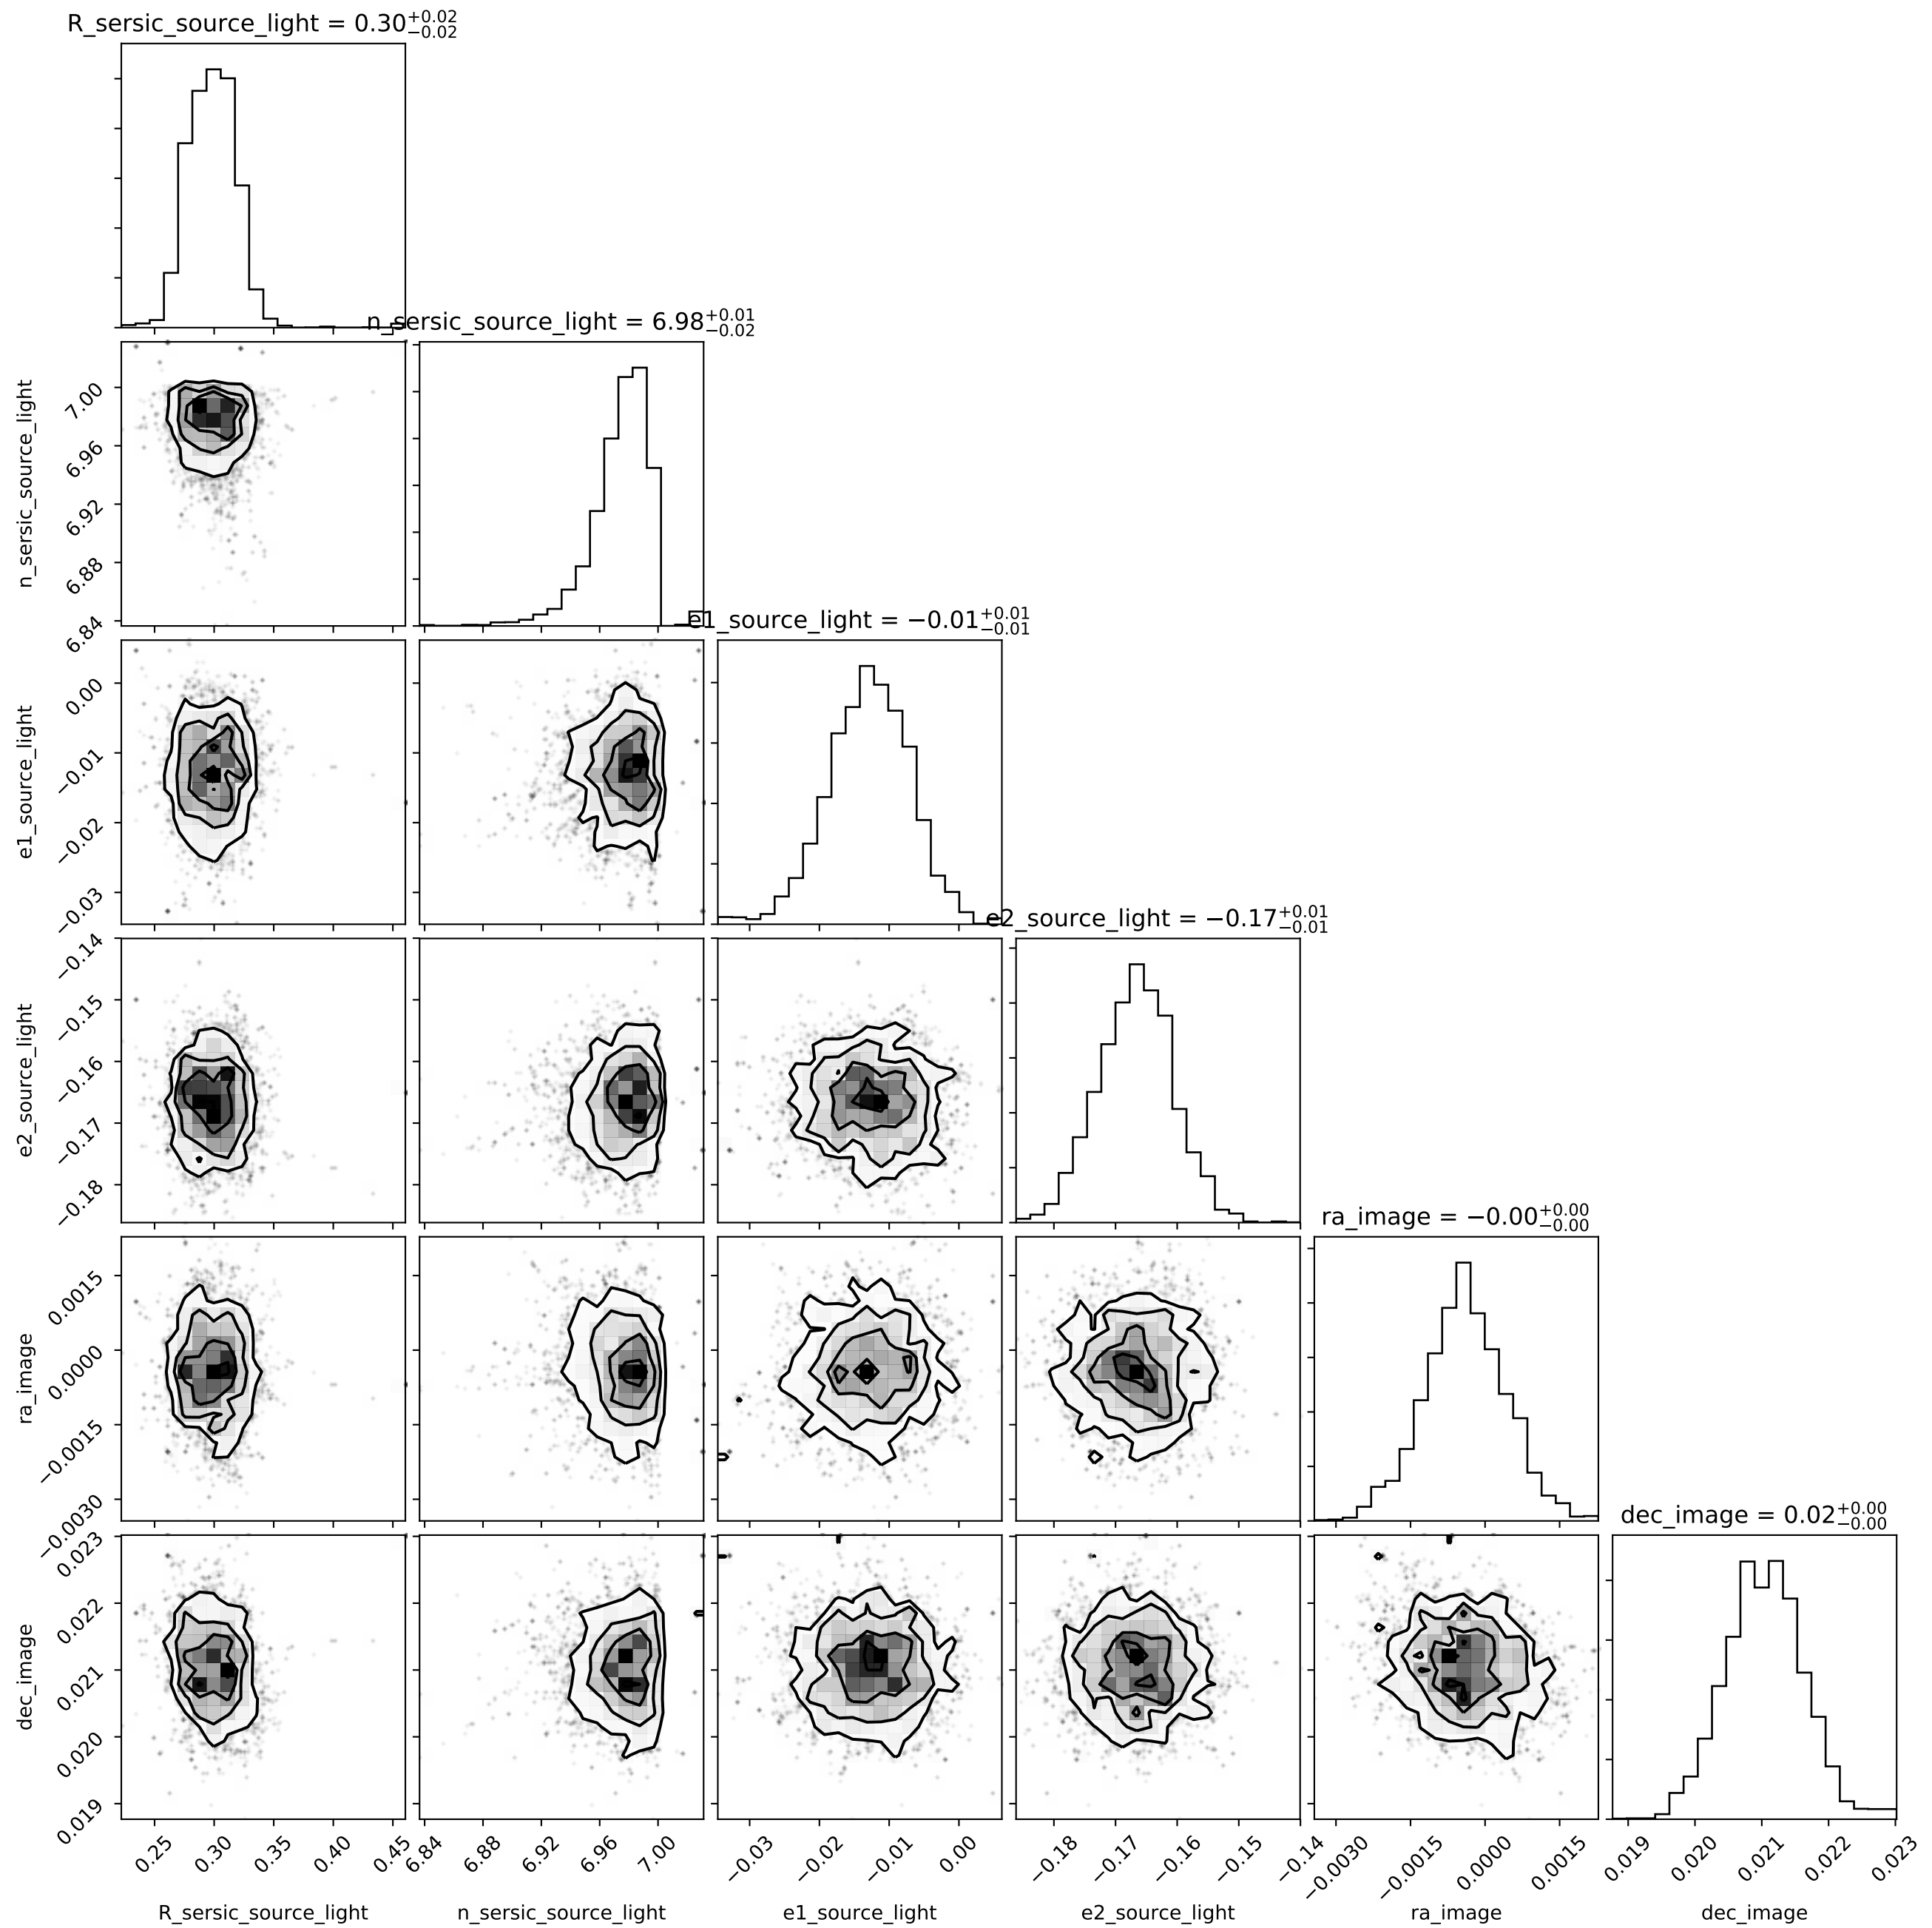 R_sersic_source_light = 0.30+0.02 −0.02
n_sersic_source_light = 6.98+0.01 −0.02
7.00
6.96
6.92
6.88
6.84
n_sersic_source_light
e1_source_light = −0.01+0.01 −0.01
0.00
−0.01
−0.02
−0.03
e1_source_light
e2_source_light = −0.17+0.01 −0.01
−0.14
−0.15
−0.16
−0.17
−0.18
e2_source_light
ra_image = −0.00+0.00 −0.00
0.0015
0.0000
−0.0015
−0.0030
ra_image
dec_image = 0.02+0.00 −0.00
0.023
0.022
0.021
0.020
0.019
dec_image
0.25 0.30 0.35 0.40 0.45 6.84 6.88 6.92 6.96 7.00 −0.03 −0.02 −0.01 0.00 −0.18 −0.17 −0.16 −0.15 −0.14 −0.0030 −0.0015 0.0000 0.0015 0.019 0.020 0.021 0.022 0.023
R_sersic_source_light n_sersic_source_light e1_source_light e2_source_light ra_image dec_image